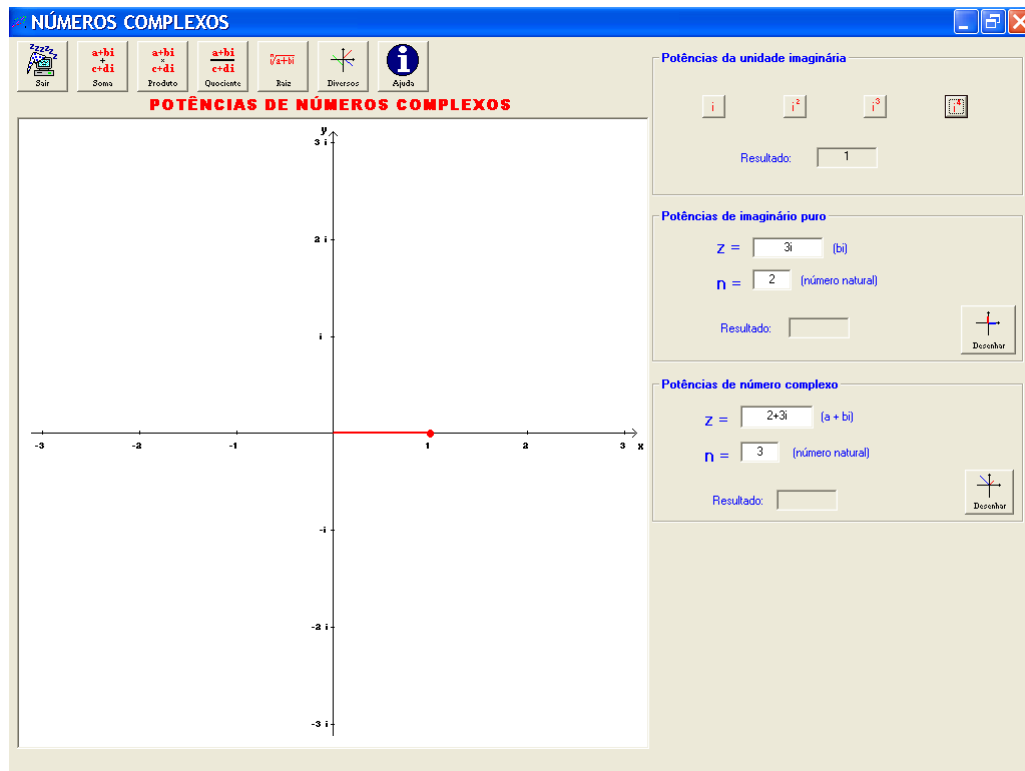 NÚMEROS COMPLEXOS
zzzzz
Sair
a+bi
+
c+di
Soma
a+bi
×
c+di
Produto
a+bi
c+di
Quociente
ⁿ√a+bi
Raiz
Diversos
i
Ajuda
POTÊNCIAS DE NÚMEROS COMPLEXOS
y
3 i
2 i
i
-3 -2 -1 1 2 3 x
-i
-2 i
-3 i
Potências da unidade imaginária
i i² i³ i⁴
Resultado: 1
Potências de imaginário puro
z = 3i (bi)
n = 2 (número natural)
Resultado:
Desenhar
Potências de número complexo
z = 2+3i (a + bi)
n = 3 (número natural)
Resultado:
Desenhar